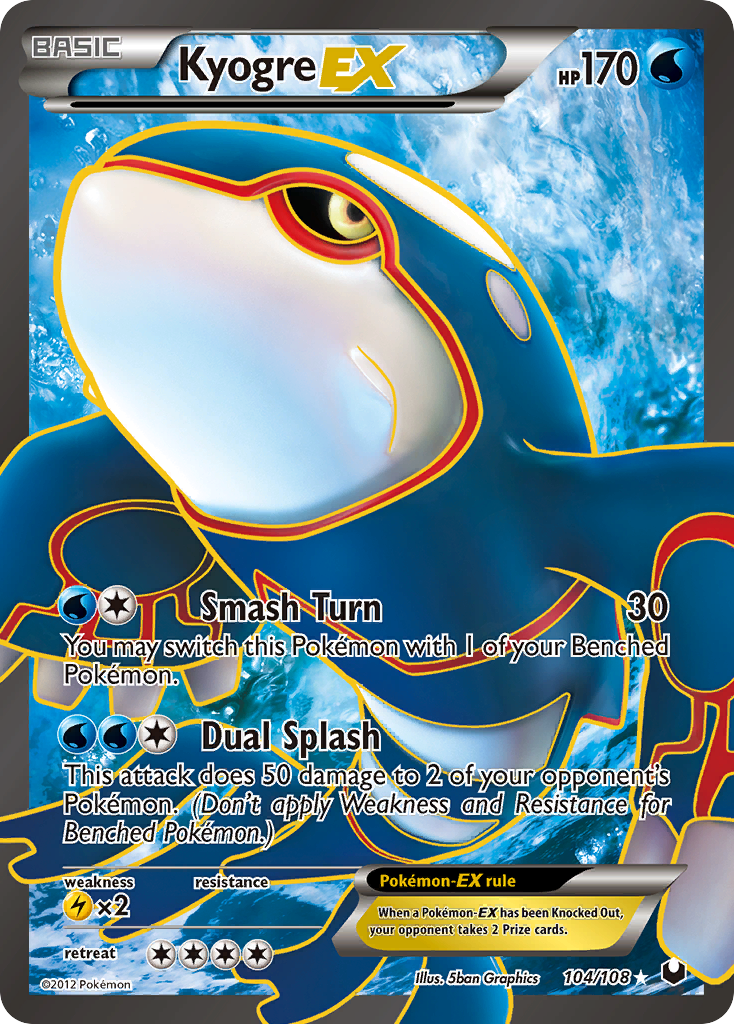 BASIC
Kyogre EX
HP170
Smash Turn 30
You may switch this Pokémon with 1 of your Benched
Pokémon.
Dual Splash
This attack does 50 damage to 2 of your opponent's
Pokémon. (Don't apply Weakness and Resistance for
Benched Pokémon.)
weakness resistance
×2
retreat
Pokémon-EX rule
When a Pokémon-EX has been Knocked Out,
your opponent takes 2 Prize cards.
©2012 Pokémon
Illus. 5ban Graphics
104/108